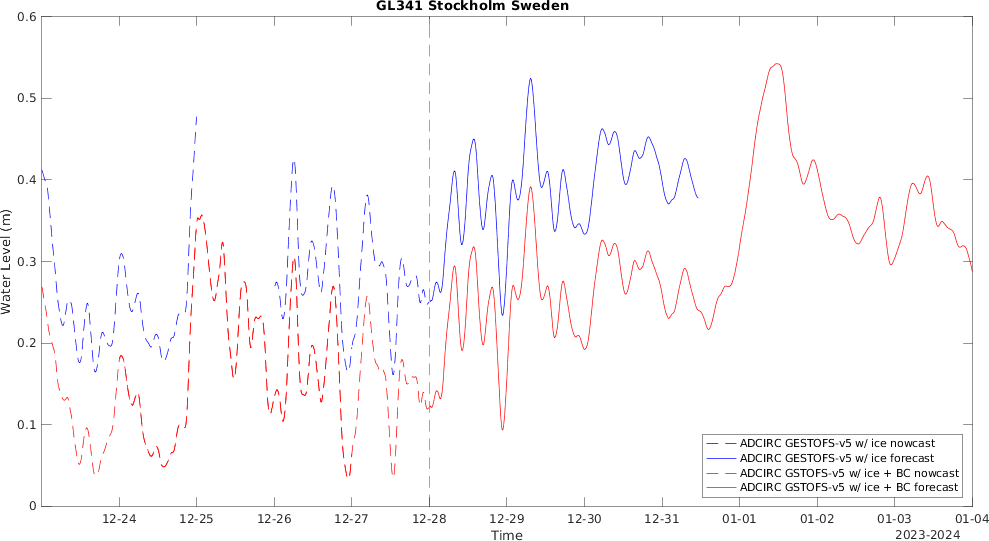 GL341 Stockholm Sweden
Water Level (m)
0.6
0.5
0.4
0.3
0.2
0.1
0
12-24
12-25
12-26
12-27
12-28
12-29
12-30
12-31
01-01
01-02
01-03
01-04
Time
2023-2024
ADCIRC GESTOFS-v5 w/ ice nowcast
ADCIRC GESTOFS-v5 w/ ice forecast
ADCIRC GSTOFS-v5 w/ ice + BC nowcast
ADCIRC GSTOFS-v5 w/ ice + BC forecast